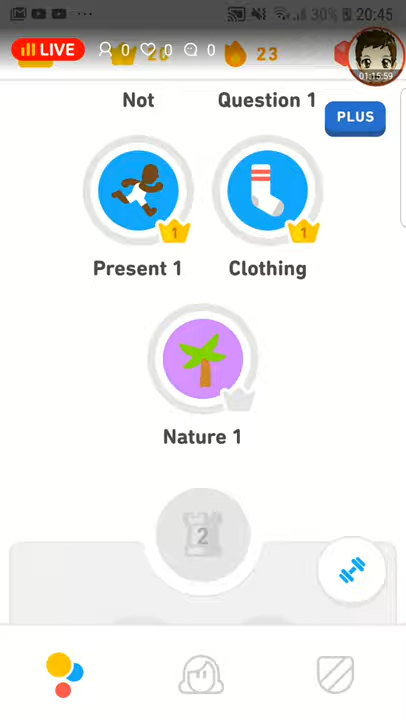 30% 20:45
LIVE 0 0 0 20 23
01:15:59
Not Question 1
PLUS
1 1
Present 1 Clothing
Nature 1
2